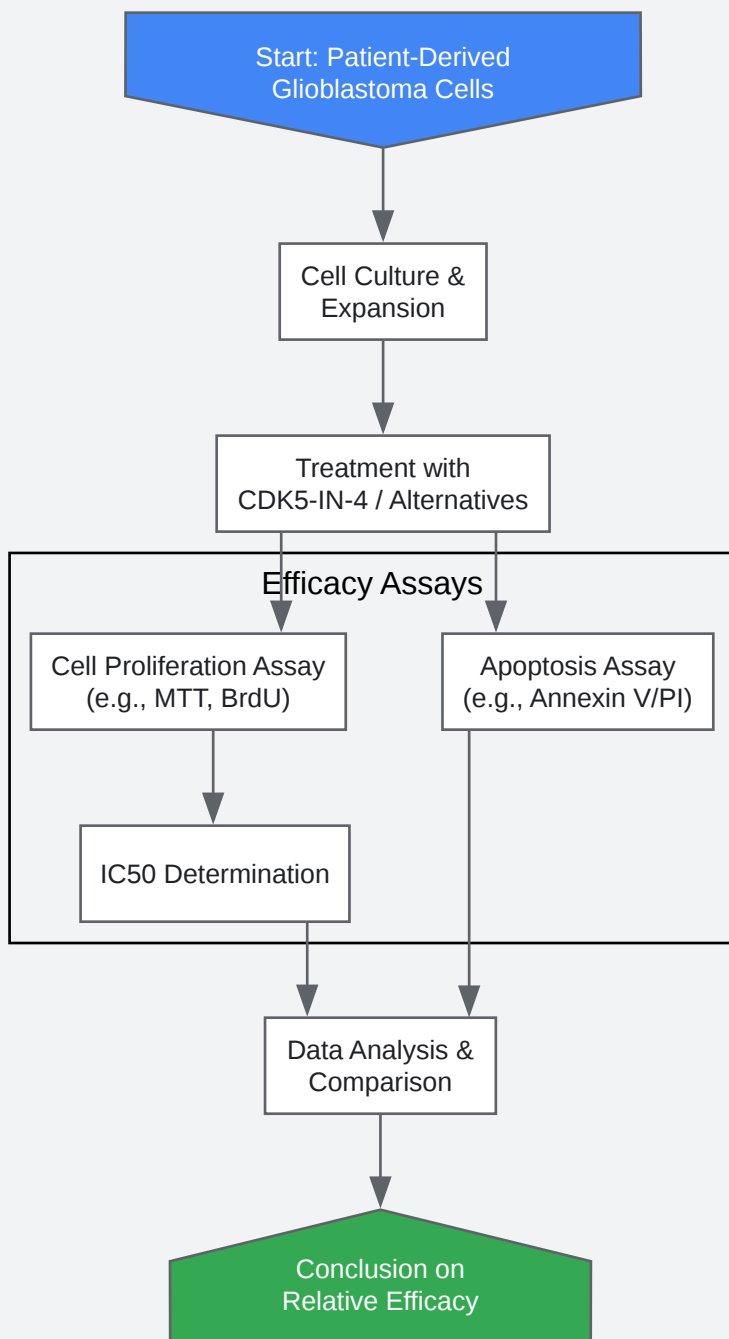 Start: Patient-Derived
Glioblastoma Cells
Cell Culture &
Expansion
Treatment with
CDK5-IN-4 / Alternatives
Efficacy Assays
Cell Proliferation Assay
(e.g., MTT, BrdU)
Apoptosis Assay
(e.g., Annexin V/PI)
IC50 Determination
Data Analysis &
Comparison
Conclusion on
Relative Efficacy